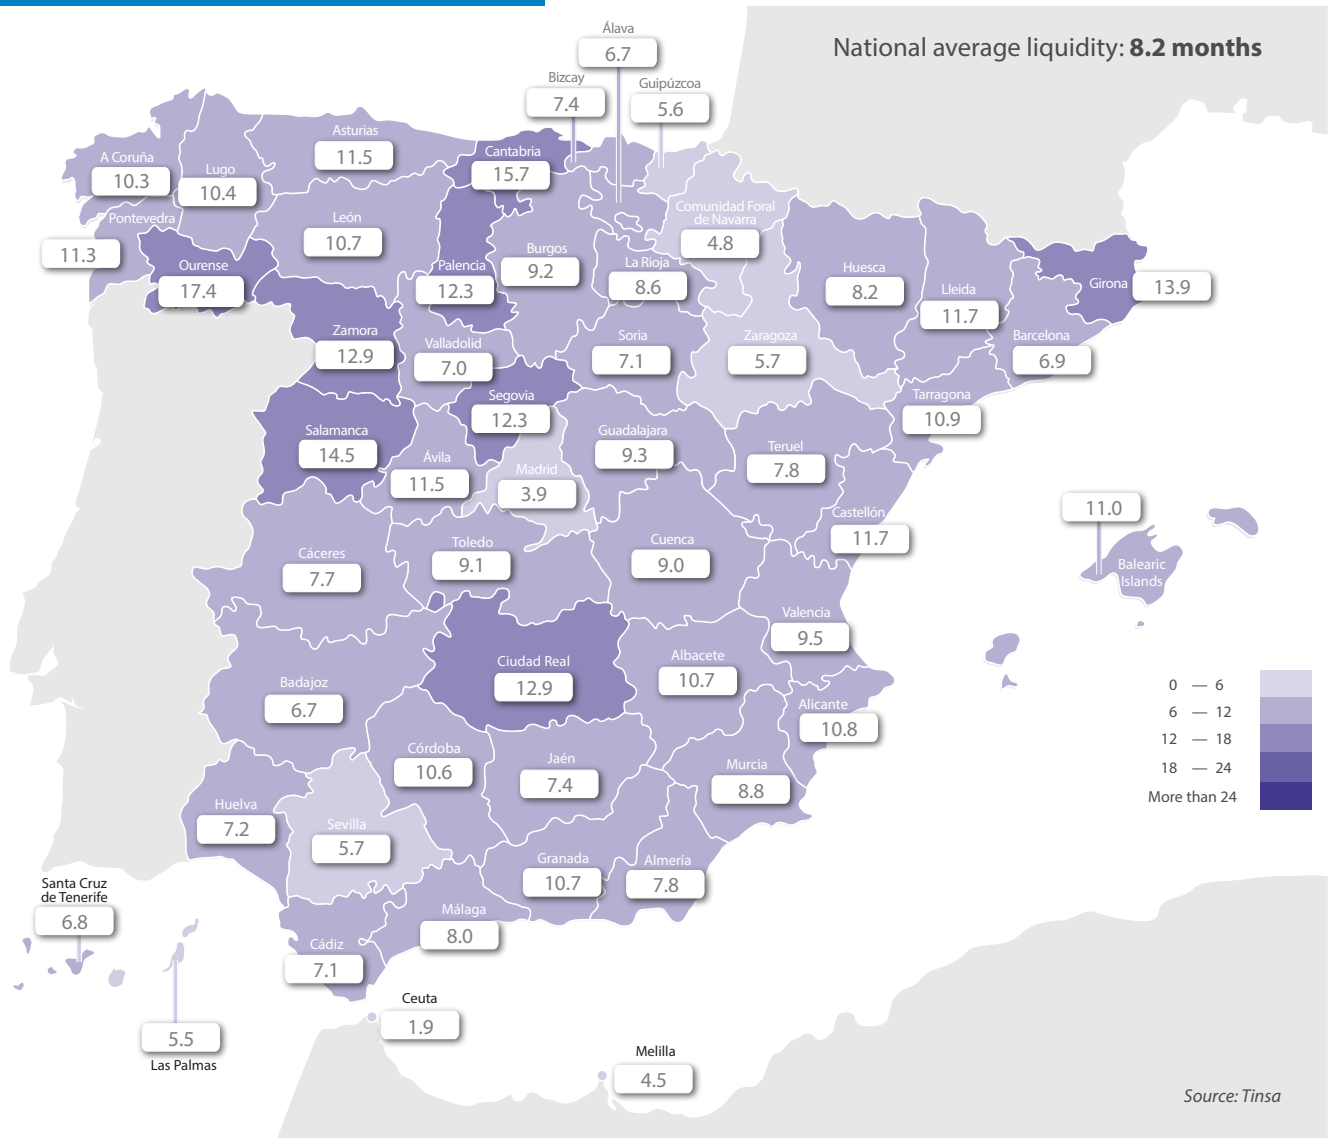 National average liquidity: 8.2 months
Álava
6.7
Bizcay
7.4
Guipúzcoa
5.6
Asturias
11.5
Cantabria
15.7
A Coruña
10.3
Lugo
10.4
Pontevedra
11.3
León
10.7
Comunidad Foral
de Navarra
4.8
Ourense
17.4
Palencia
12.3
Burgos
9.2
La Rioja
8.6
Huesca
8.2
Lleida
11.7
Girona
13.9
Zamora
12.9
Valladolid
7.0
Soria
7.1
Zaragoza
5.7
Barcelona
6.9
Segovia
12.3
Tarragona
10.9
Salamanca
14.5
Ávila
11.5
Madrid
3.9
Guadalajara
9.3
Teruel
7.8
Castellón
11.7
11.0
Balearic
Islands
Cáceres
7.7
Toledo
9.1
Cuenca
9.0
Valencia
9.5
Badajoz
6.7
Ciudad Real
12.9
Albacete
10.7
Alicante
10.8
0 — 6
6 — 12
12 — 18
18 — 24
More than 24
Córdoba
10.6
Jaén
7.4
Murcia
8.8
Huelva
7.2
Sevilla
5.7
Granada
10.7
Almería
7.8
Santa Cruz
de Tenerife
6.8
Málaga
8.0
Cádiz
7.1
Ceuta
1.9
5.5
Las Palmas
Melilla
4.5
Source: Tinsa